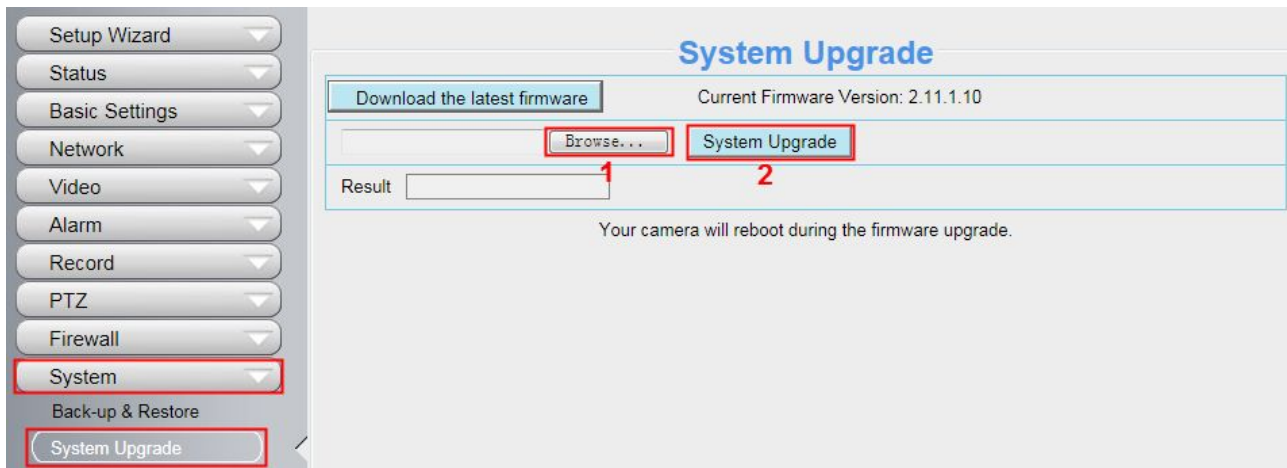 Setup Wizard
Status
Basic Settings
Network
Video
Alarm
Record
PTZ
Firewall
System
Back-up & Restore
System Upgrade
System Upgrade
Download the latest firmware
Current Firmware Version: 2.11.1.10
Browse...
System Upgrade
1
2
Result
Your camera will reboot during the firmware upgrade.